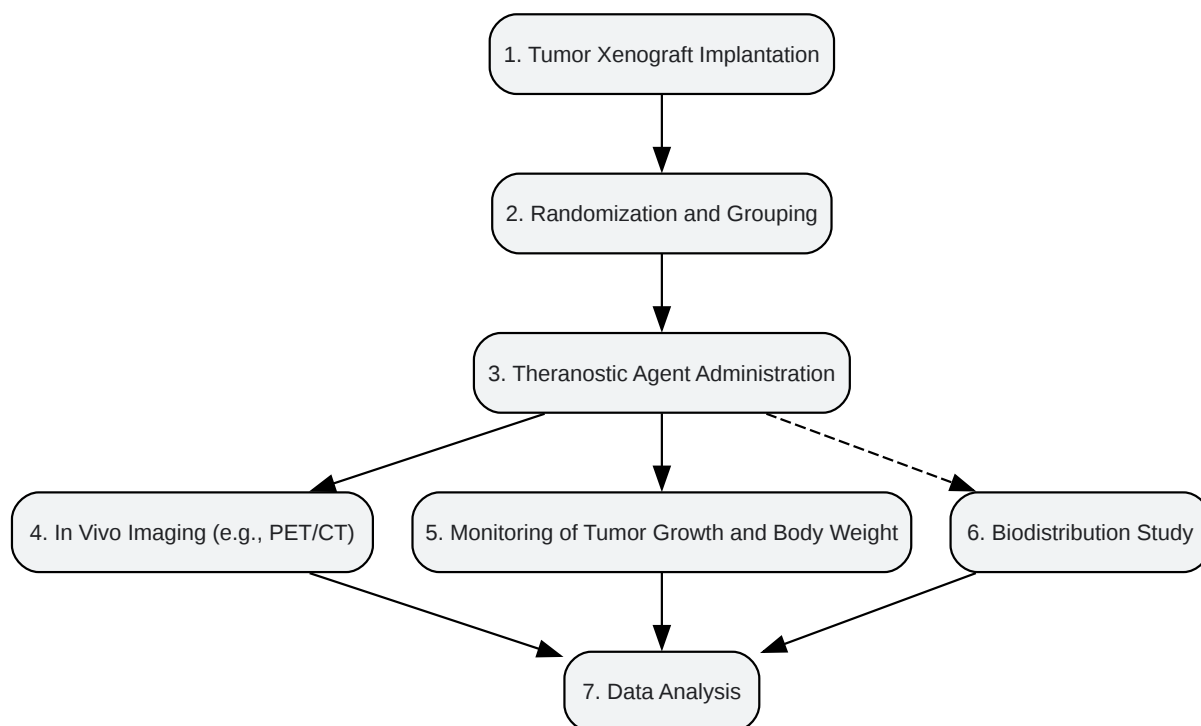 1. Tumor Xenograft Implantation
2. Randomization and Grouping
3. Theranostic Agent Administration
4. In Vivo Imaging (e.g., PET/CT)
5. Monitoring of Tumor Growth and Body Weight
6. Biodistribution Study
7. Data Analysis